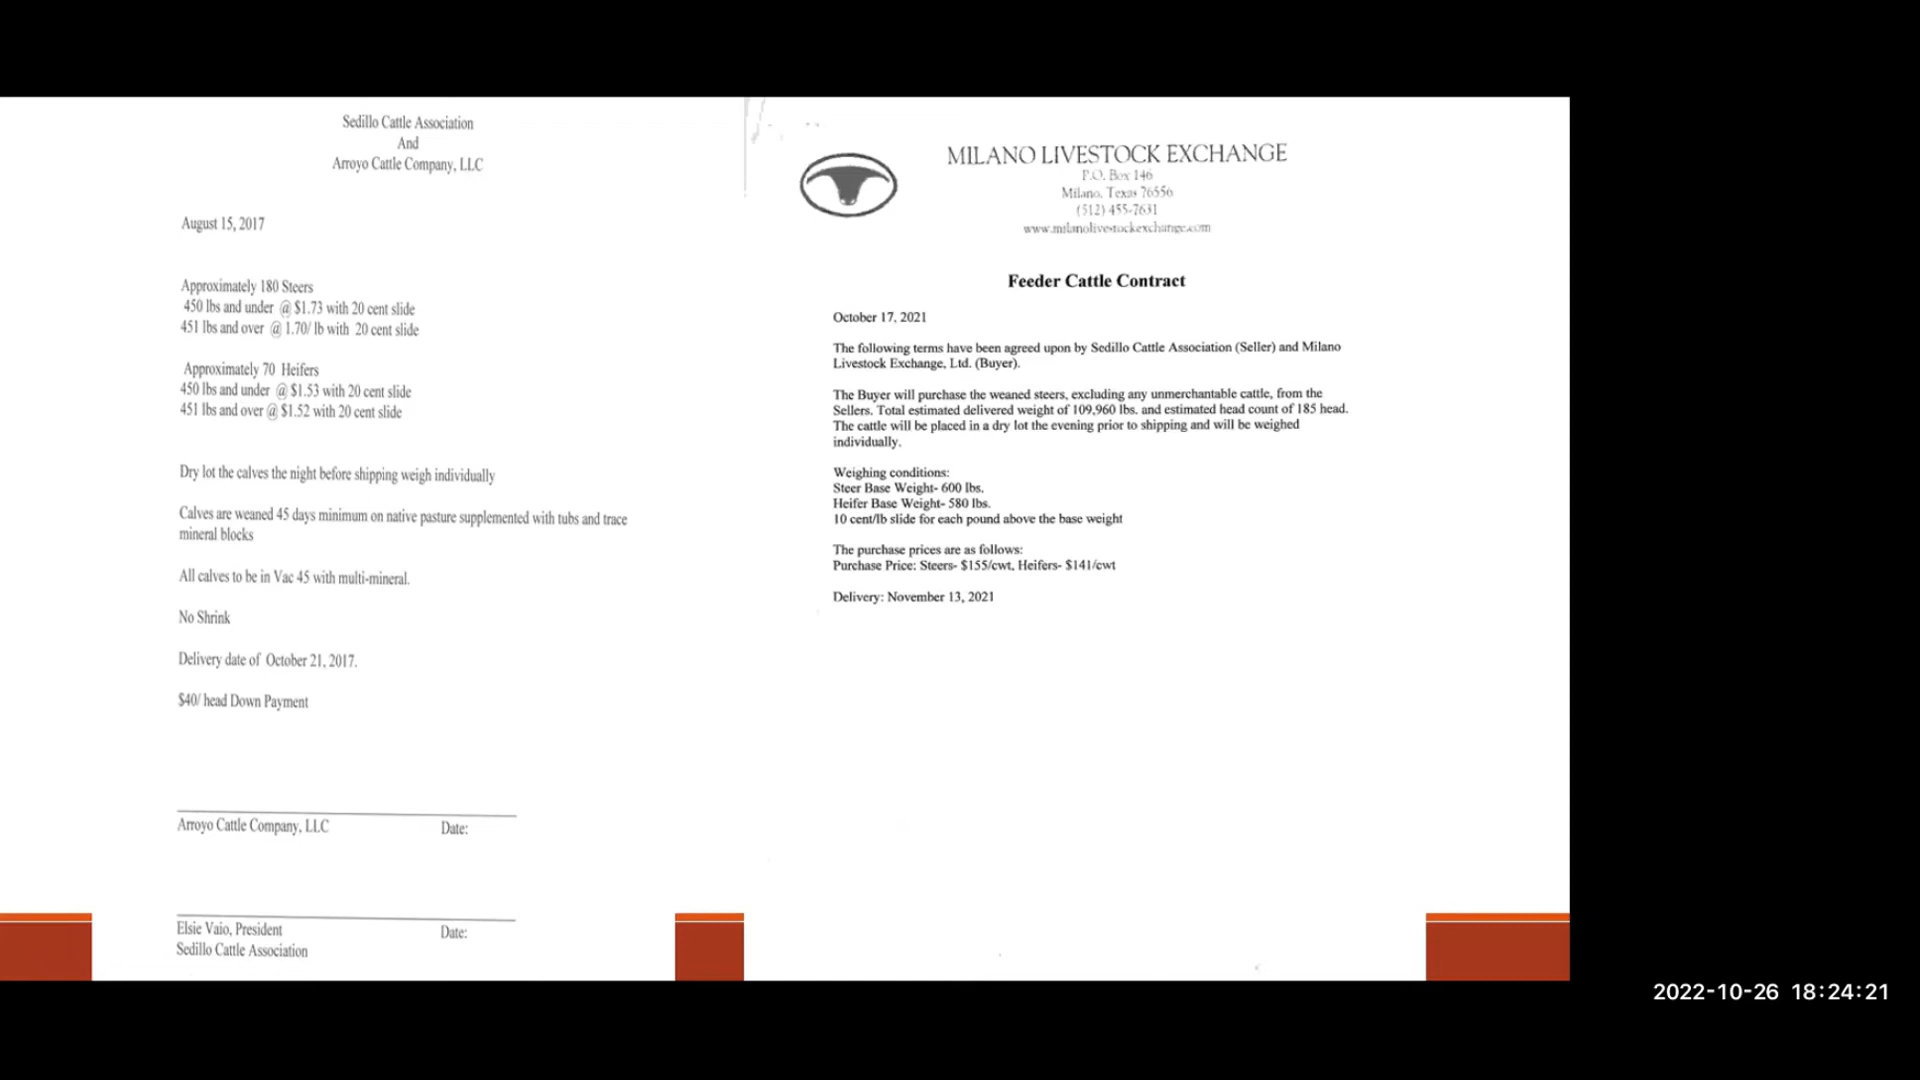 Sedillo Cattle Association
And
Arroyo Cattle Company, LLC
August 15, 2017
Approximately 180 Steers
450 lbs and under @ $1.73 with 20 cent slide
451 lbs and over @ 1.70/ lb with 20 cent slide
Approximately 70 Heifers
450 lbs and under @ $1.53 with 20 cent slide
451 lbs and over @ $1.52 with 20 cent slide
Dry lot the calves the night before shipping weigh individually
Calves are weaned 45 days minimum on native pasture supplemented with tubs and trace
mineral blocks
All calves to be in Vac 45 with multi-mineral.
No Shrink
Delivery date of October 21, 2017.
$40/ head Down Payment
Arroyo Cattle Company, LLC Date:
Elsie Vaio, President Date:
Sedillo Cattle Association
MILANO LIVESTOCK EXCHANGE
P.O. Box 146
Milano, Texas 76556
(512) 455-7631
www.milanolivestockexchange.com
Feeder Cattle Contract
October 17, 2021
The following terms have been agreed upon by Sedillo Cattle Association (Seller) and Milano
Livestock Exchange, Ltd. (Buyer).
The Buyer will purchase the weaned steers, excluding any unmerchantable cattle, from the
Sellers. Total estimated delivered weight of 109,960 lbs. and estimated head count of 185 head.
The cattle will be placed in a dry lot the evening prior to shipping and will be weighed
individually.
Weighing conditions:
Steer Base Weight- 600 lbs.
Heifer Base Weight- 580 lbs.
10 cent/lb slide for each pound above the base weight
The purchase prices are as follows:
Purchase Price: Steers- $155/cwt, Heifers- $141/cwt
Delivery: November 13, 2021
2022-10-26 18:24:21